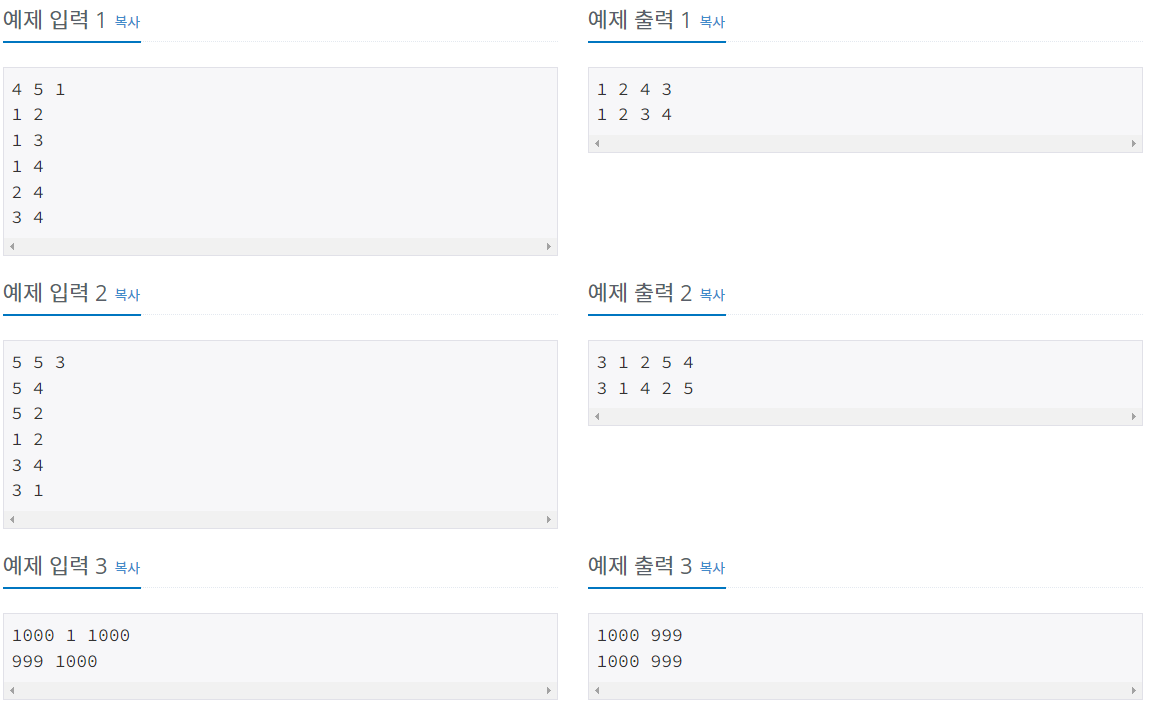 예제 입력 1 복사
4 5 1
1 2
1 3
1 4
2 4
3 4
예제 출력 1 복사
1 2 4 3
1 2 3 4
예제 입력 2 복사
5 5 3
5 4
5 2
1 2
3 4
3 1
예제 출력 2 복사
3 1 2 5 4
3 1 4 2 5
예제 입력 3 복사
1000 1 1000
999 1000
예제 출력 3 복사
1000 999
1000 999